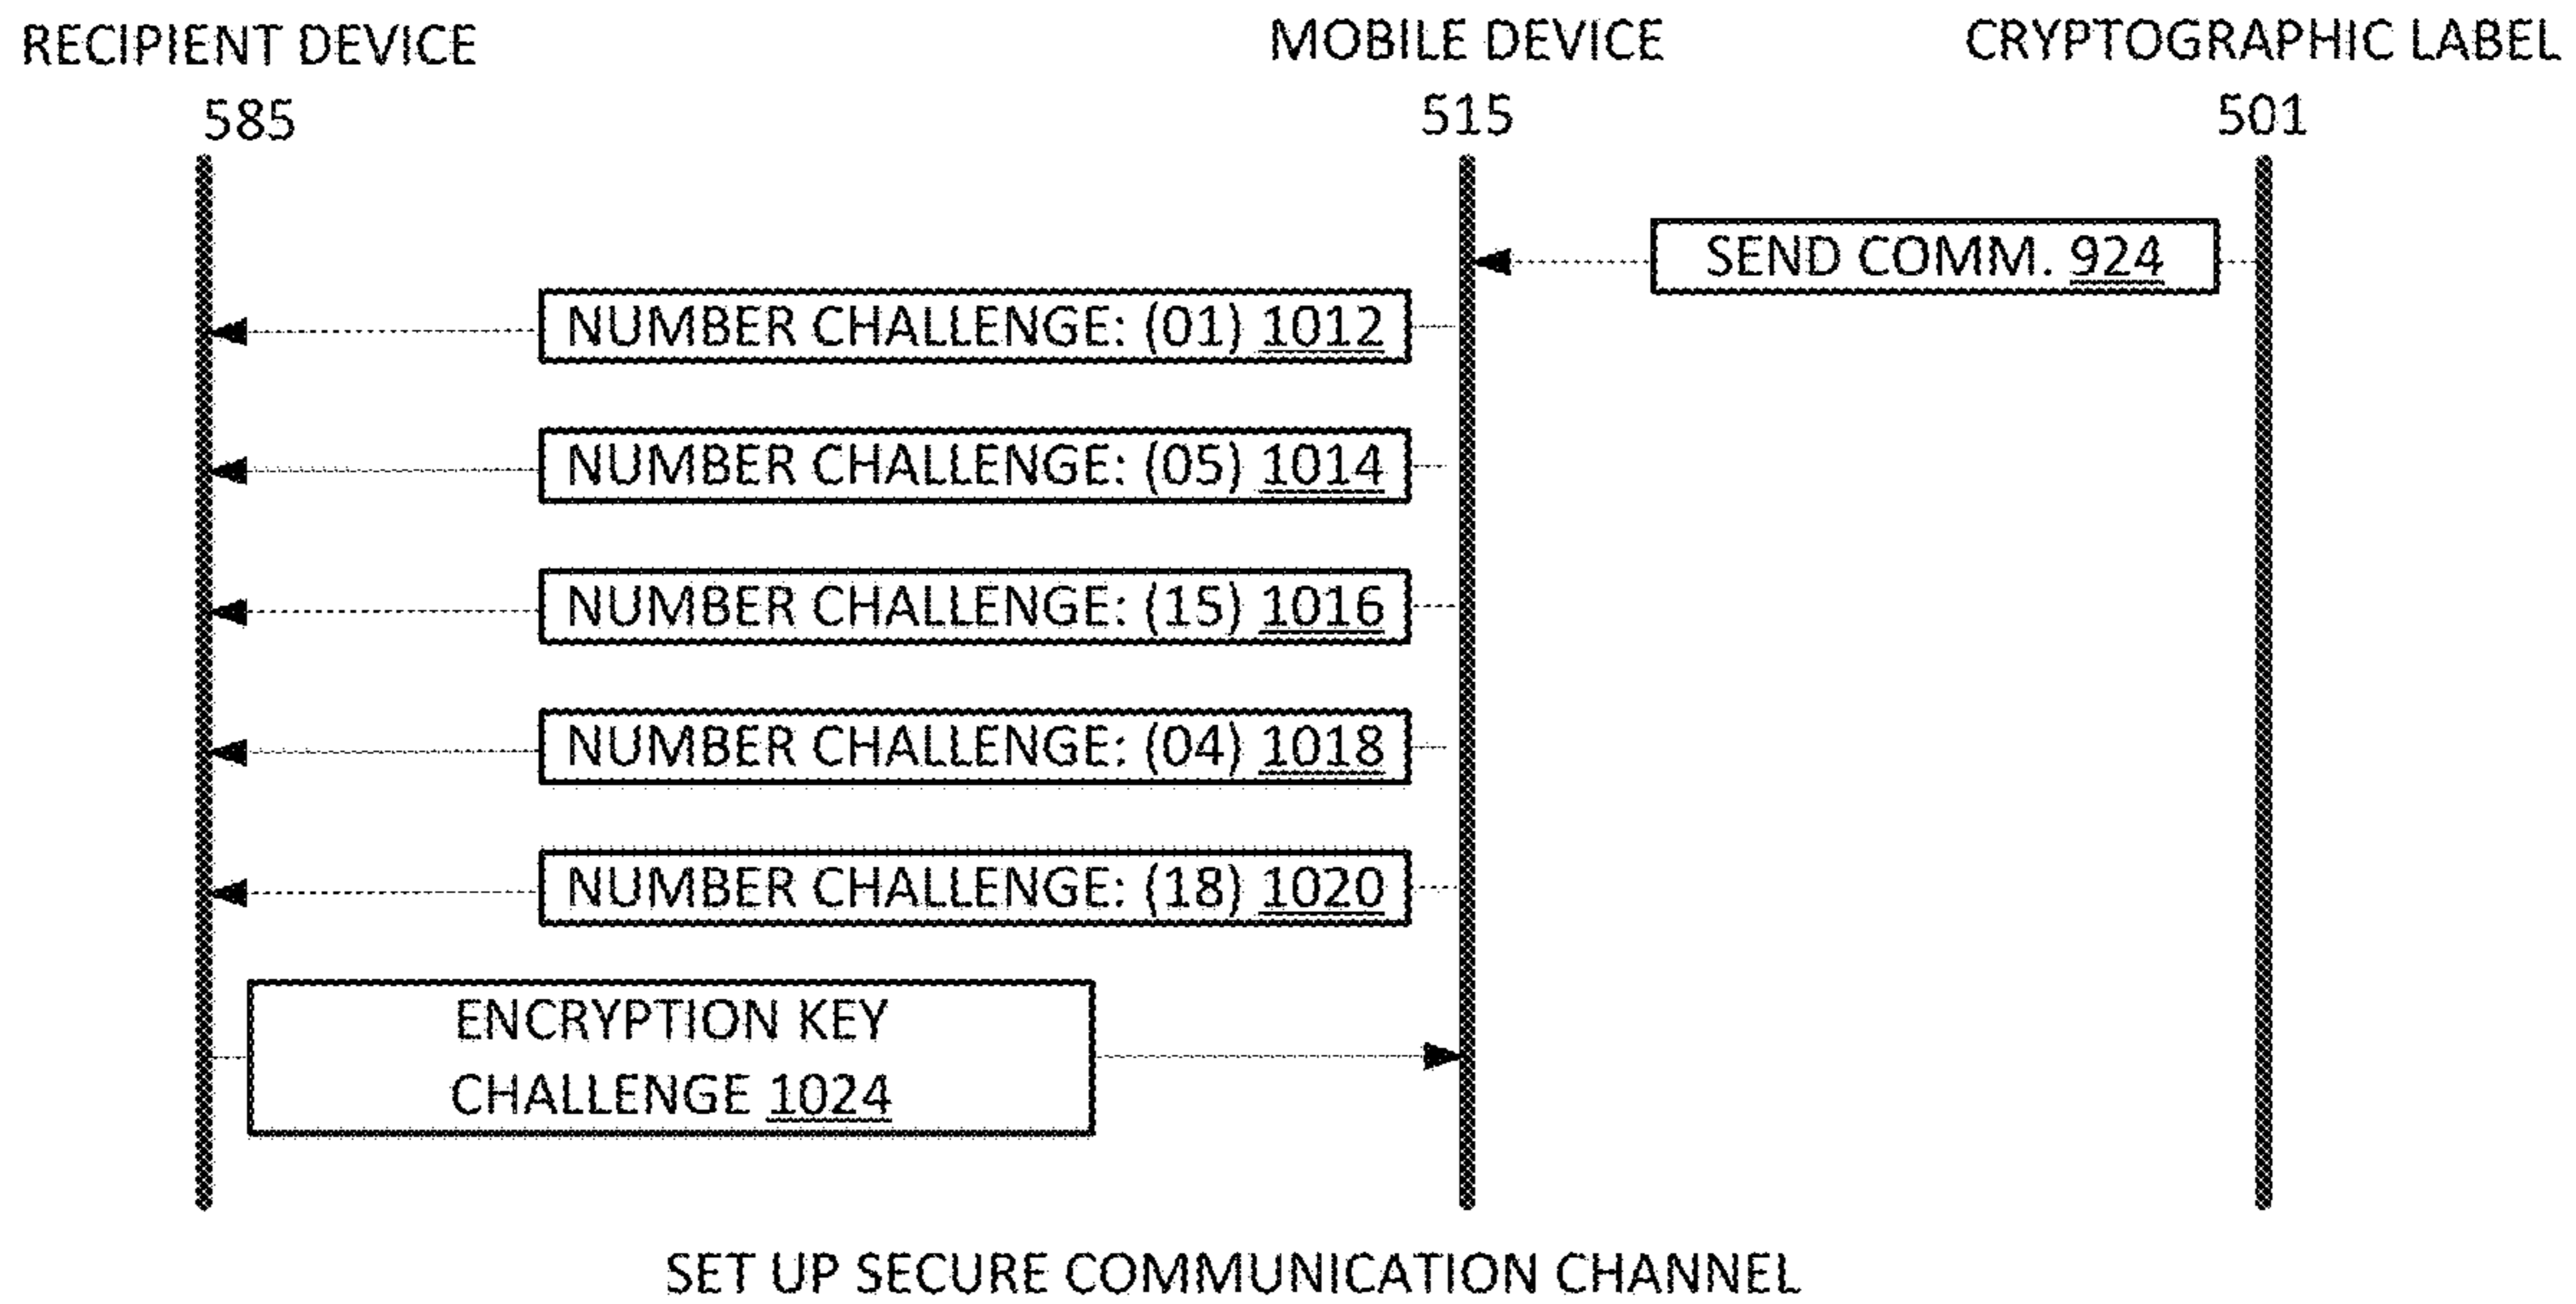 RECIPIENT DEVICE
585
MOBILE DEVICE
515
CRYPTOGRAPHIC LABEL
501
SEND COMM. 924
NUMBER CHALLENGE: (01) 1012
NUMBER CHALLENGE: (05) 1014
NUMBER CHALLENGE: (15) 1016
NUMBER CHALLENGE: (04) 1018
NUMBER CHALLENGE: (18) 1020
ENCRYPTION KEY
CHALLENGE 1024
SET UP SECURE COMMUNICATION CHANNEL